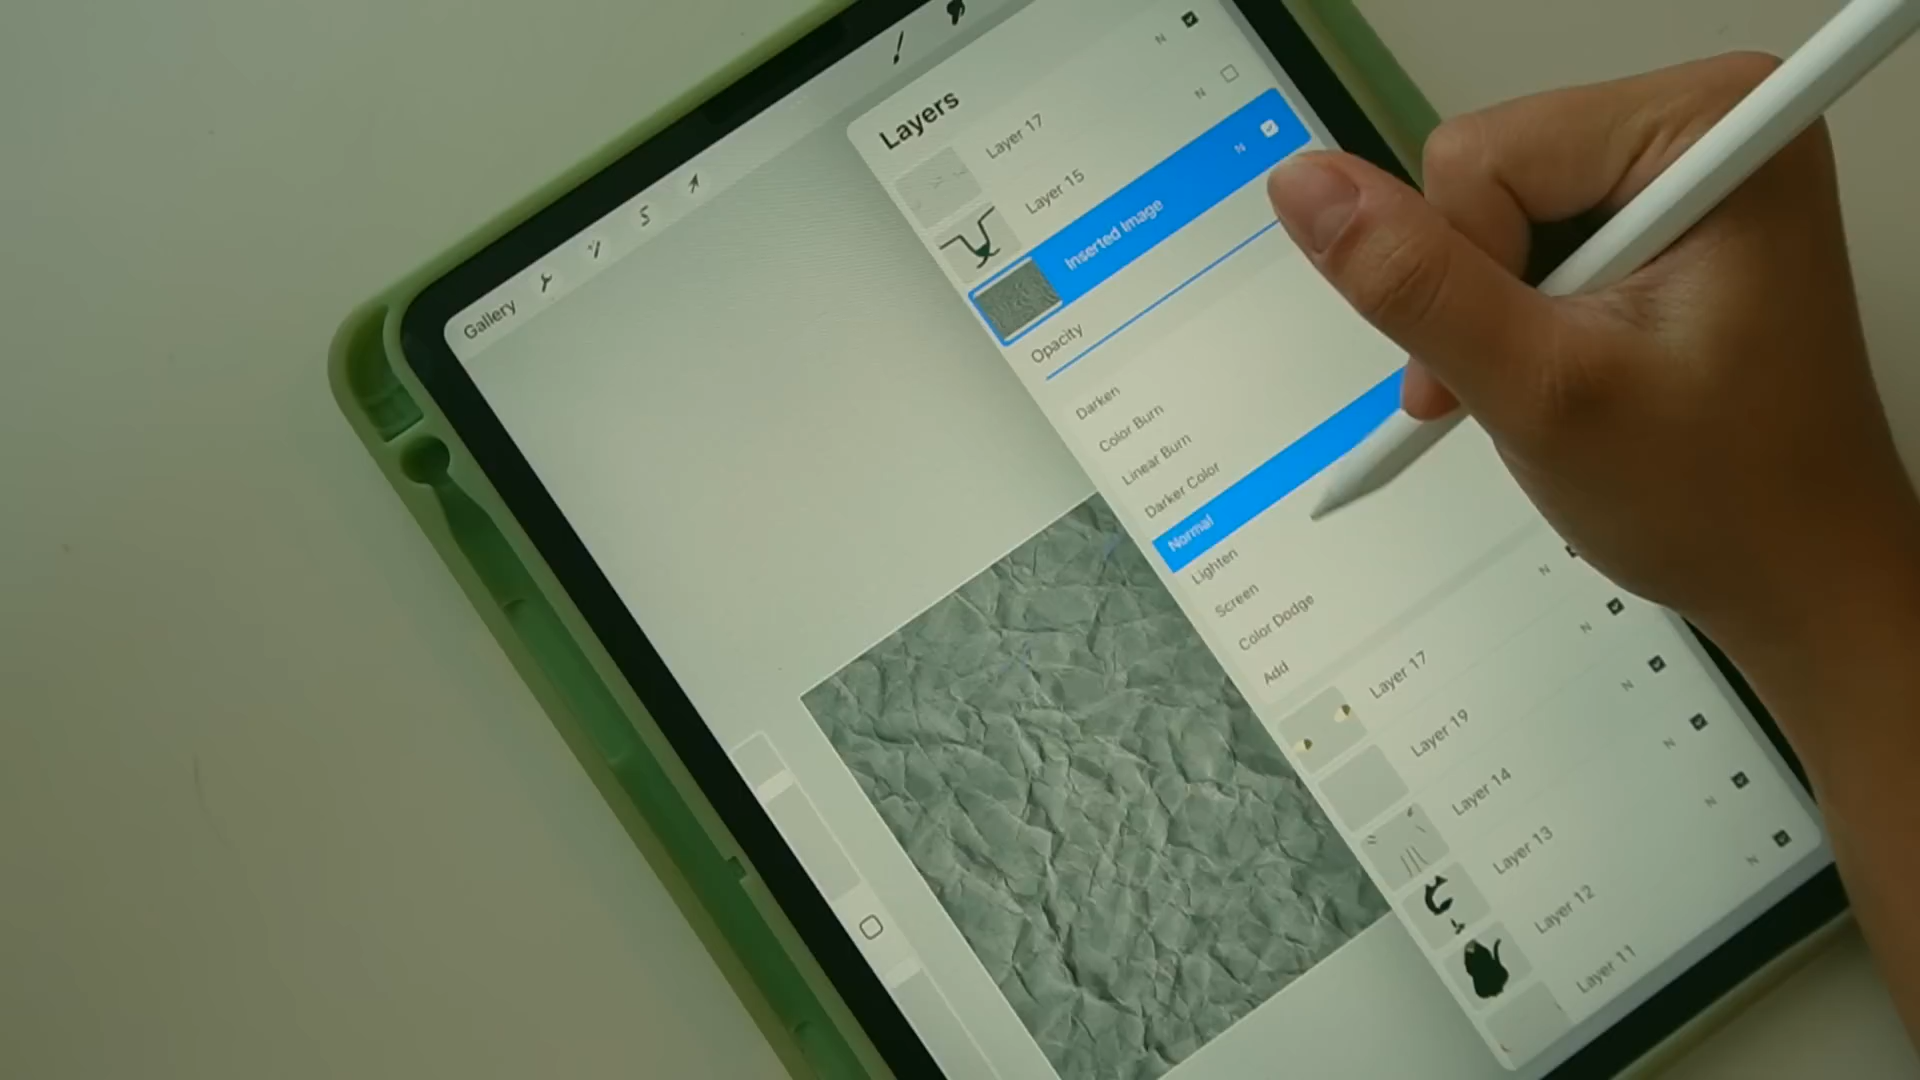 Gallery
Layers
Layer 17
N
Layer 15
N
Inserted Image
N
Opacity
Darken
Color Burn
Linear Burn
Darker Color
Normal
Lighten
Screen
Color Dodge
Add
Layer 17
N
Layer 19
N
Layer 14
N
Layer 13
N
Layer 12
N
Layer 11
N